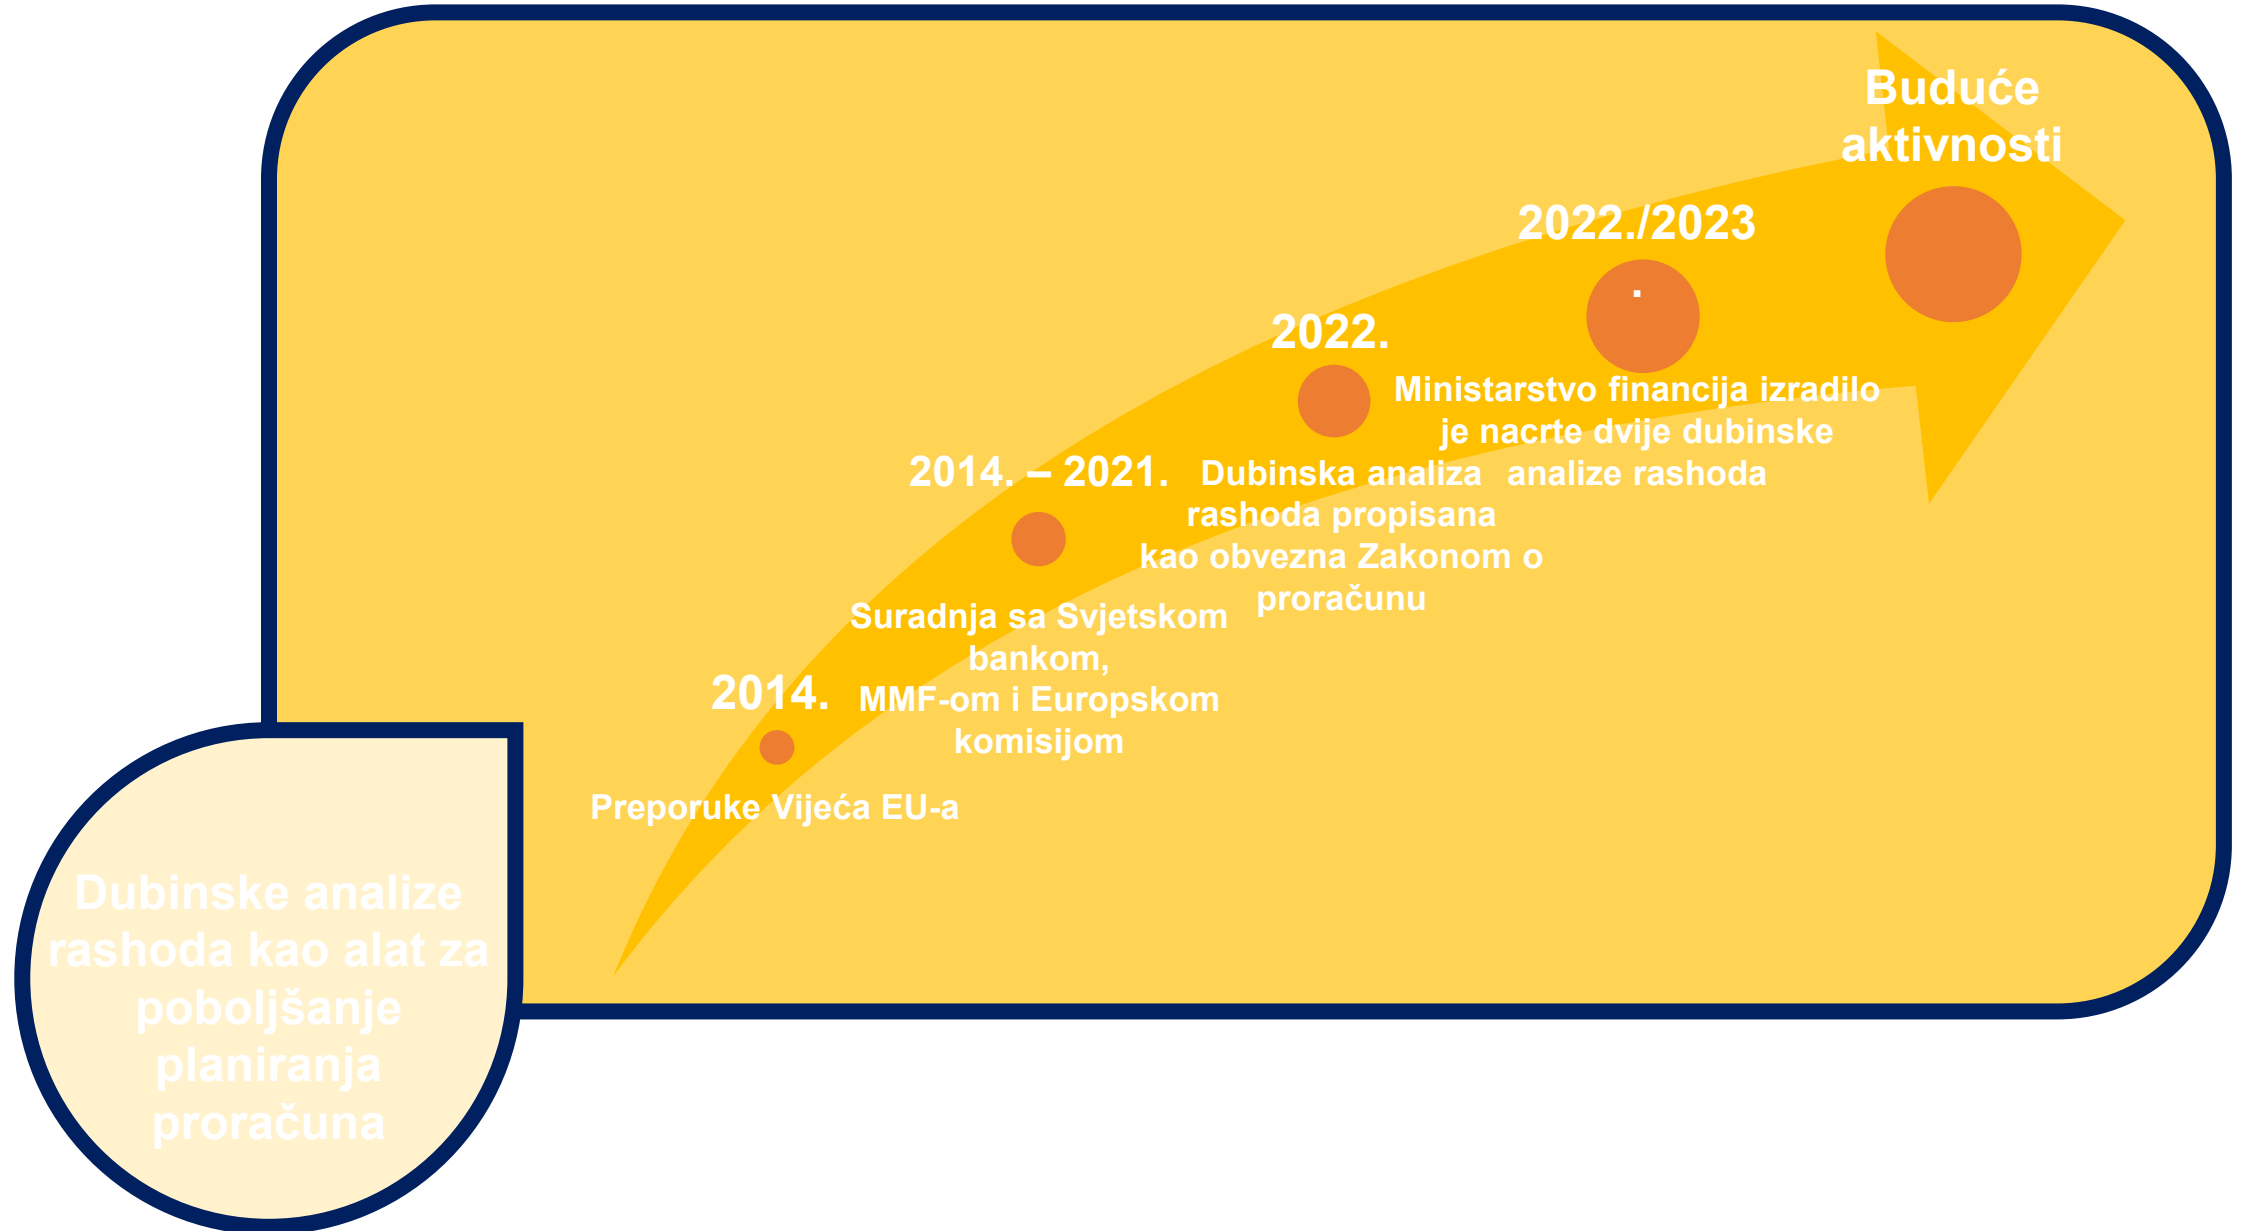 Buduće
aktivnosti
2022./2023
.
Ministarstvo financija izradilo
je nacrte dvije dubinske
analize rashoda
2022.
Dubinska analiza
rashoda propisana
kao obvezna Zakonom o
proračunu
2014. – 2021.
Suradnja sa Svjetskom
bankom,
MMF-om i Europskom
komisijom
2014.
Preporuke Vijeća EU-a
Dubinske analize
rashoda kao alat za
poboljšanje
planiranja
proračuna